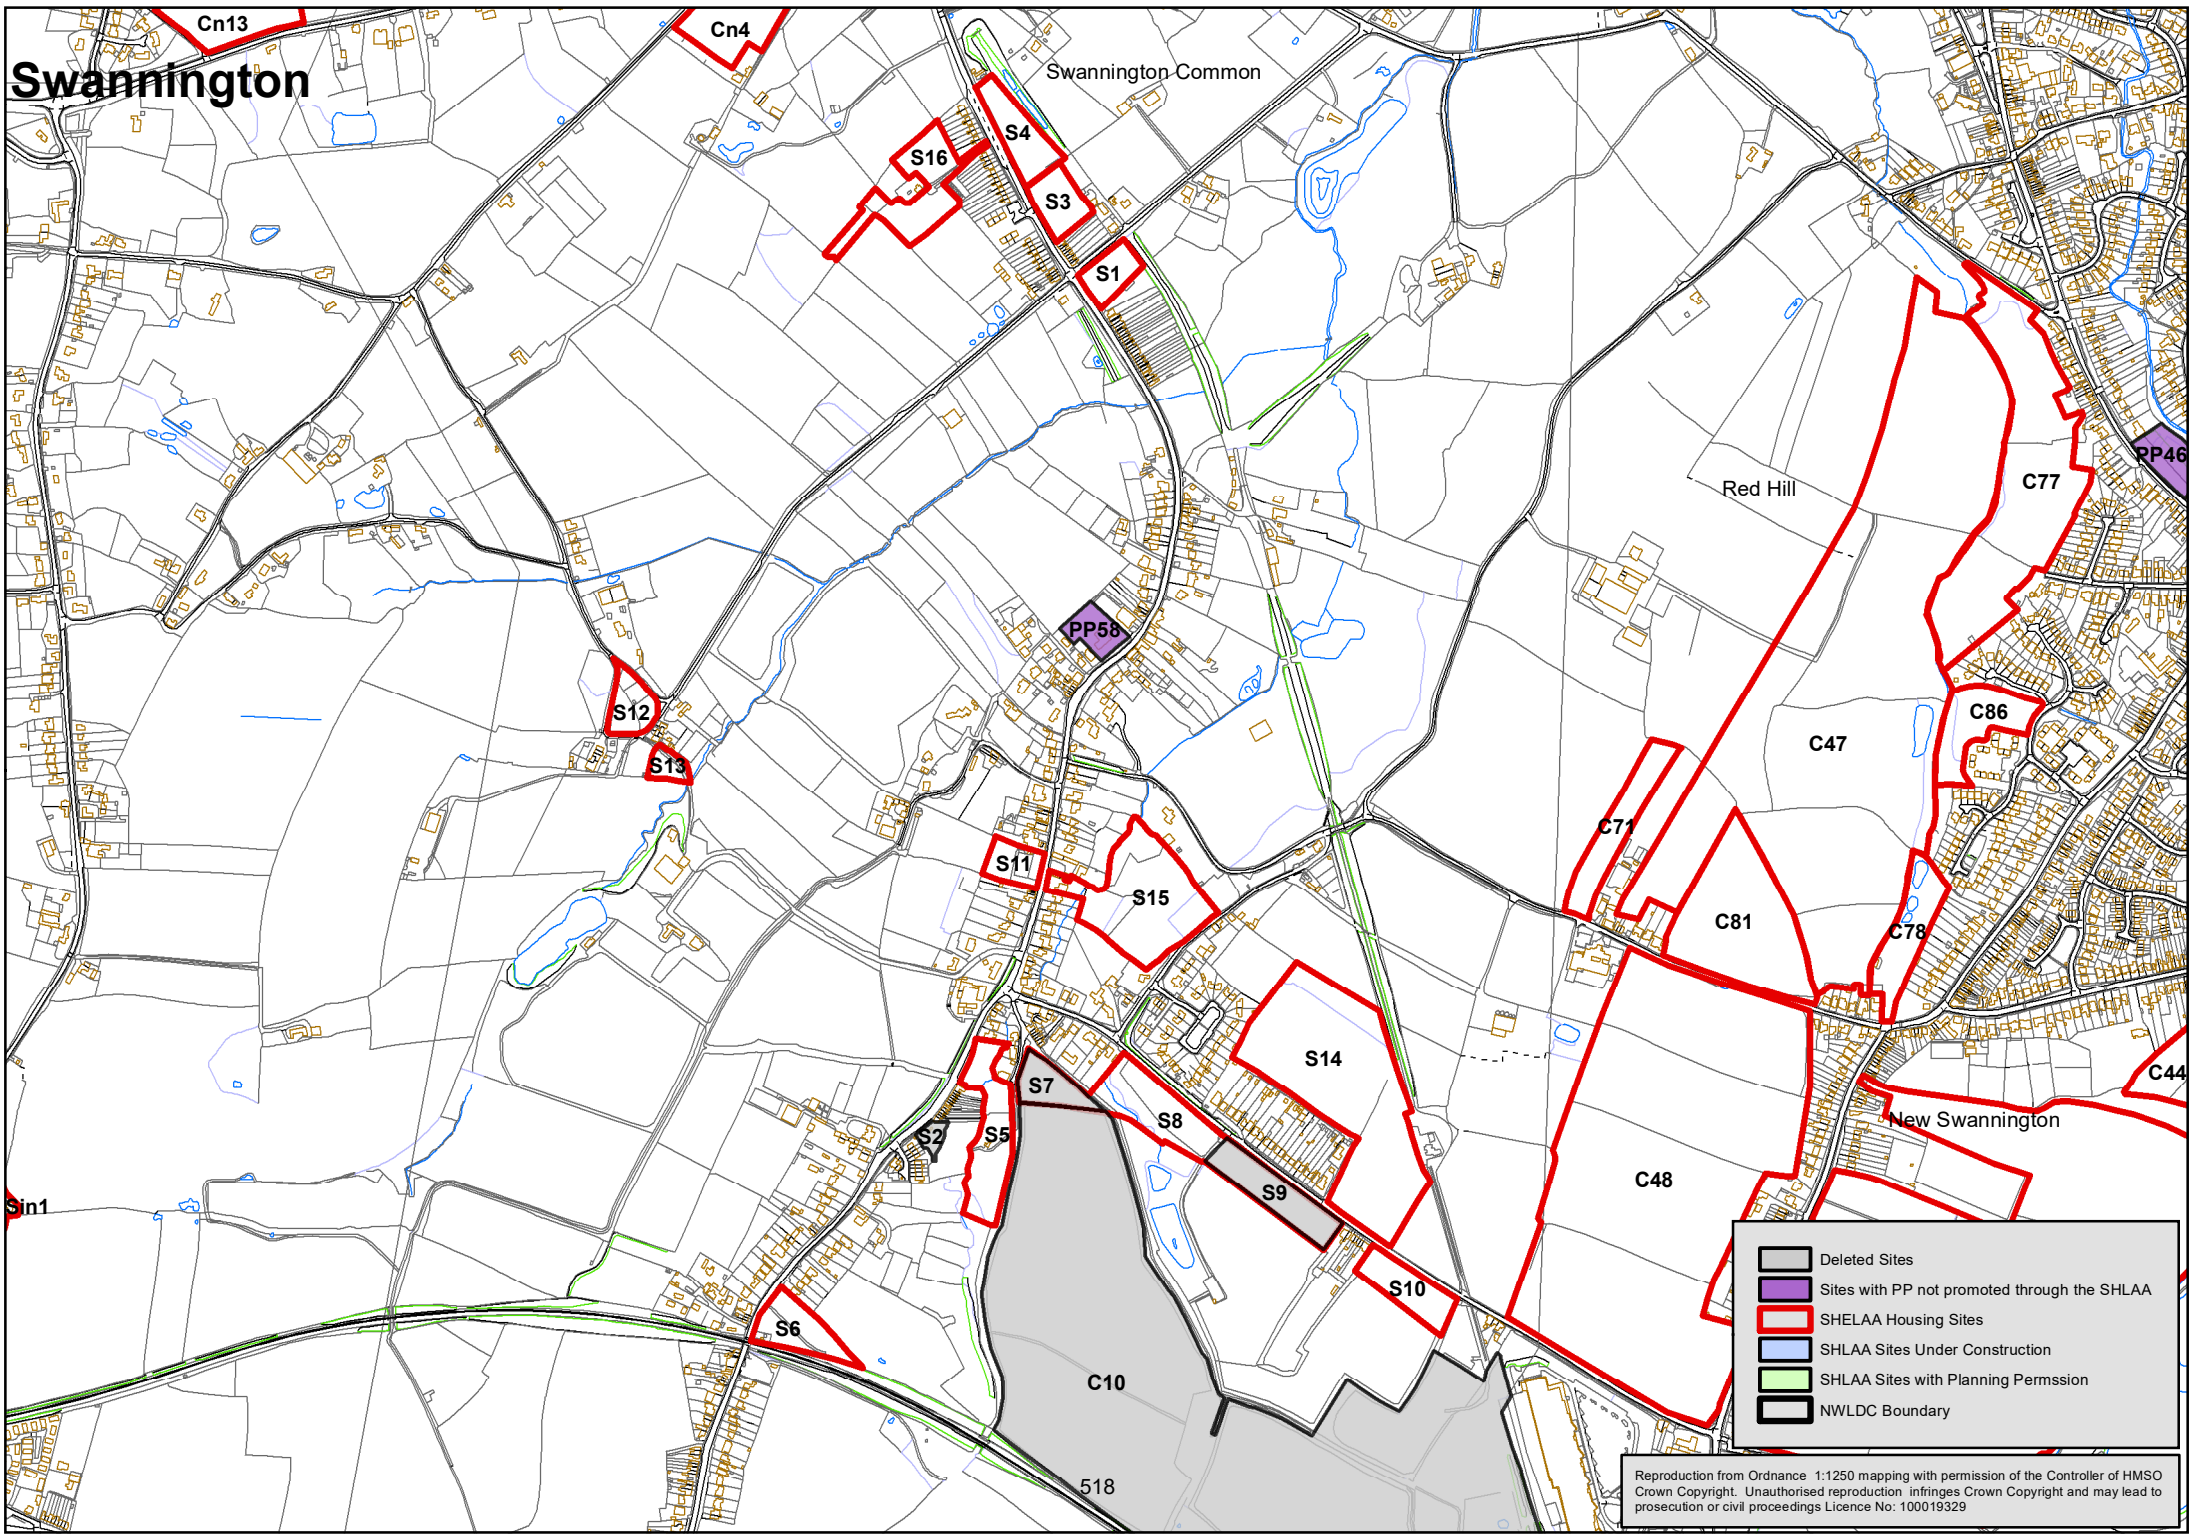 Cn13
Cn4
Swannington
Swannington Common
S4
S16
S3
S1
PP46
C77
Red Hill
PP58
S12
C86
C47
S13
C71
S11
S15
C81
C78
S14
C44
S7
New Swannington
S8
S2
S5
C48
S9
Sin1
S10
S6
C10
518
Deleted Sites
Sites with PP not promoted through the SHLAA
SHELAA Housing Sites
SHLAA Sites Under Construction
SHLAA Sites with Planning Permssion
NWLDC Boundary
Reproduction from Ordnance 1:1250 mapping with permission of the Controller of HMSO
Crown Copyright. Unauthorised reproduction infringes Crown Copyright and may lead to
prosecution or civil proceedings Licence No: 100019329